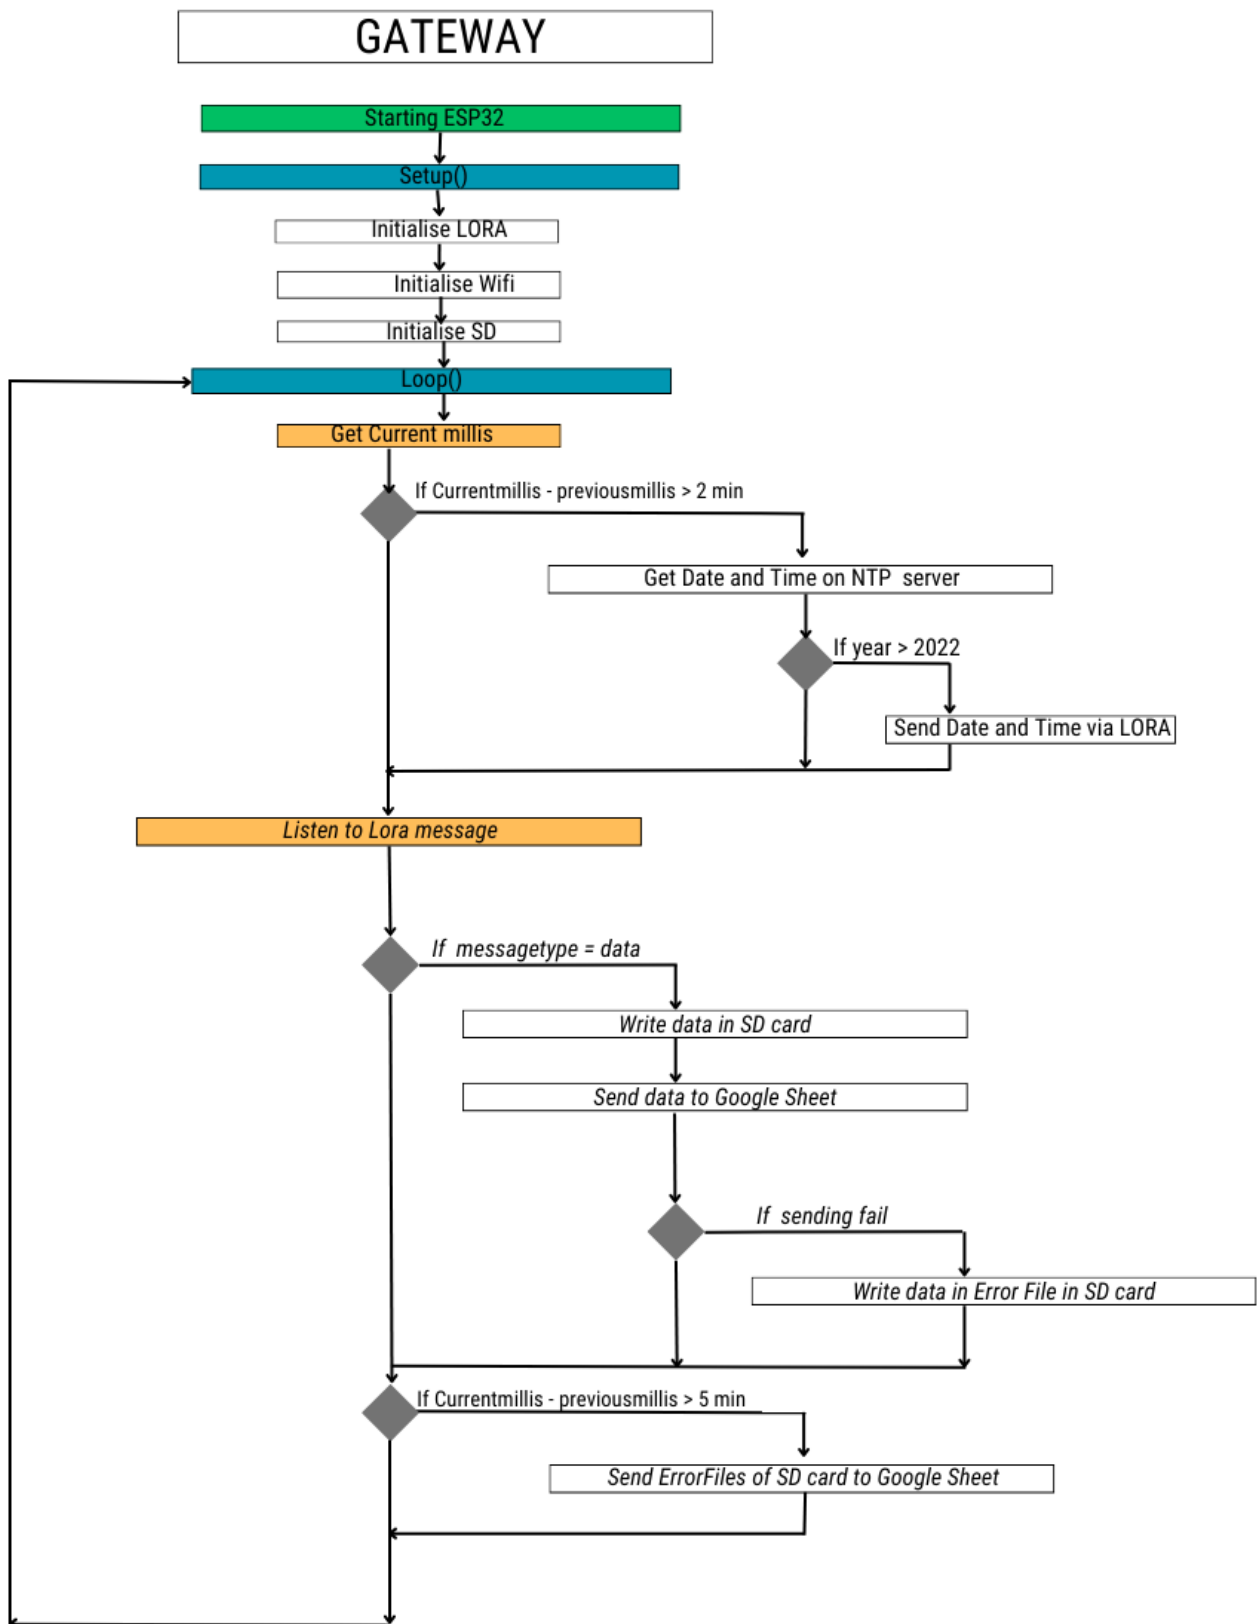 GATEWAY
Starting ESP32
Setup()
Initialise LORA
Initialise Wifi
Initialise SD
Loop()
Get Current millis
If Currentmillis - previousmillis > 2 min
Get Date and Time on NTP server
If year > 2022
Send Date and Time via LORA
Listen to Lora message
If messagetype = data
Write data in SD card
Send data to Google Sheet
If sending fail
Write data in Error File in SD card
If Currentmillis - previousmillis > 5 min
Send ErrorFiles of SD card to Google Sheet